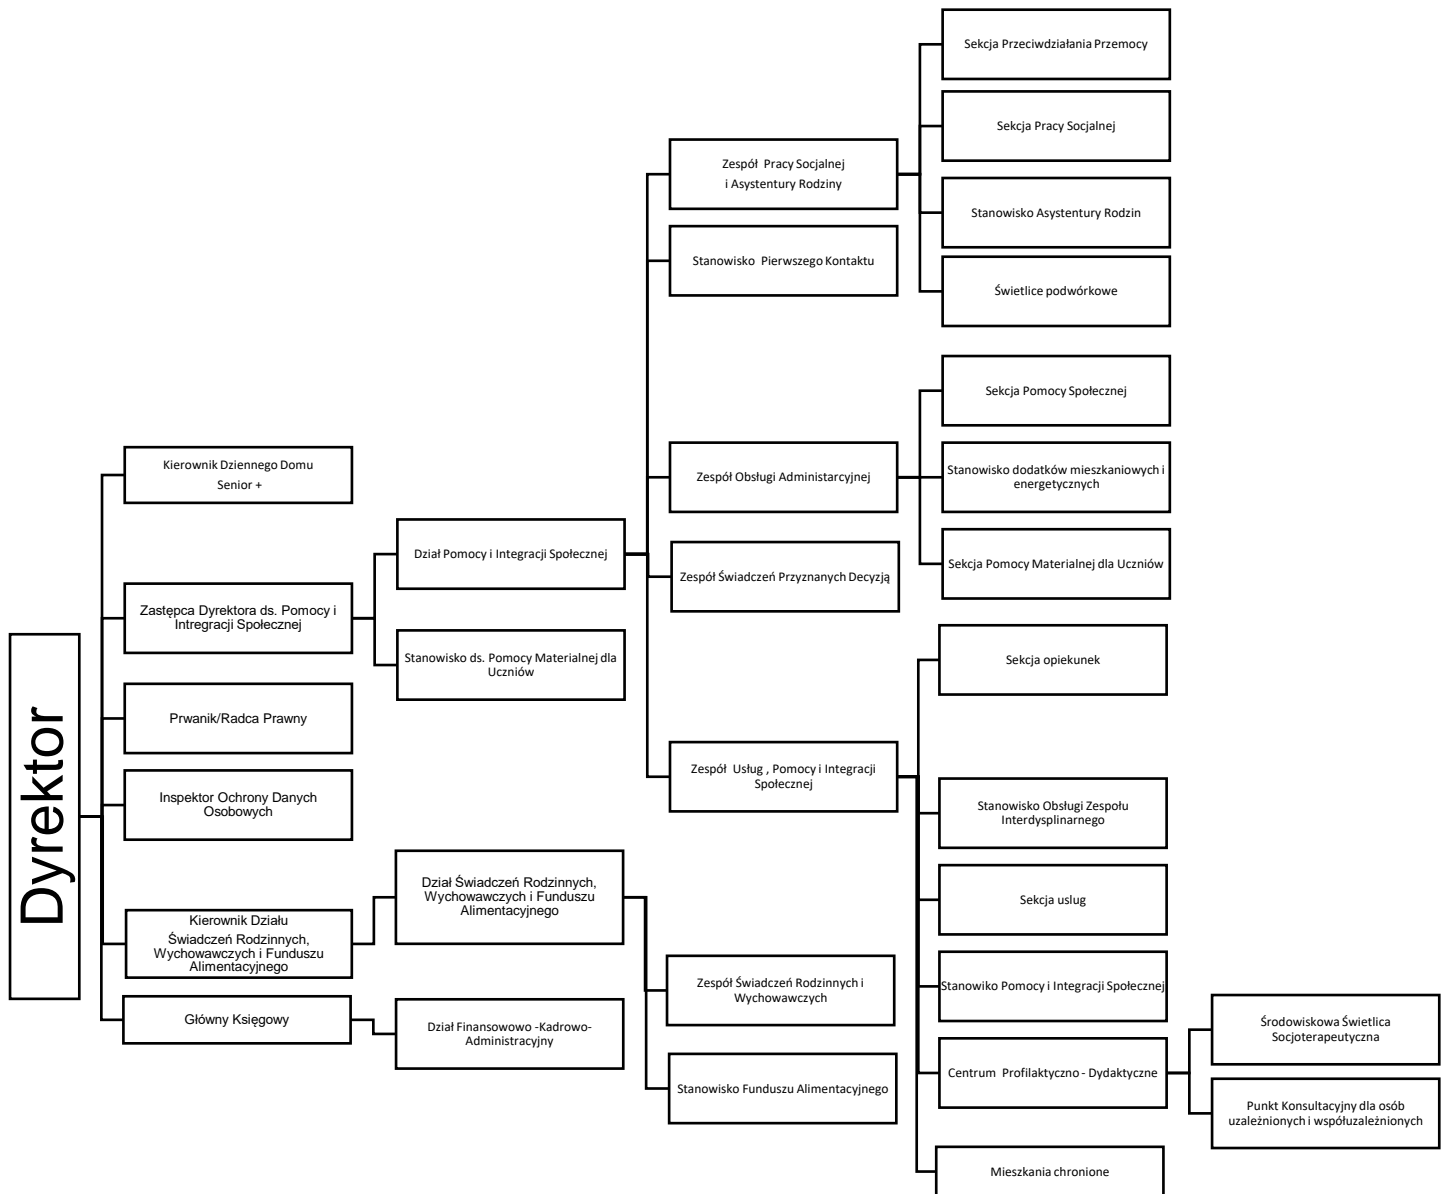 Dyrektor
Kierownik Dziennego Domu
Senior +
Zastępca Dyrektora ds. Pomocy i
Intregracji Społecznej
Prwanik/Radca Prawny
Inspektor Ochrony Danych
Osobowych
Kierownik Działu
Świadczeń Rodzinnych,
Wychowawczych i Funduszu
Alimentacyjnego
Główny Księgowy
Dział Pomocy i Integracji Społecznej
Stanowisko ds. Pomocy Materialnej dla
Uczniów
Dział Świadczeń Rodzinnych,
Wychowawczych i Funduszu
Alimentacyjnego
Dział Finansowowo -Kadrowo-
Administracyjny
Zespół Pracy Socjalnej
i Asystentury Rodziny
Stanowisko Pierwszego Kontaktu
Zespół Obsługi Administarcyjnej
Zespół Świadczeń Przyznanych Decyzją
Zespół Usług , Pomocy i Integracji
Społecznej
Zespół Świadczeń Rodzinnych i
Wychowawczych
Stanowisko Funduszu Alimentacyjnego
Sekcja Przeciwdziałania Przemocy
Sekcja Pracy Socjalnej
Stanowisko Asystentury Rodzin
Świetlice podwórkowe
Sekcja Pomocy Społecznej
Stanowisko dodatków mieszkaniowych i
energetycznych
Sekcja Pomocy Materialnej dla Uczniów
Sekcja opiekunek
Stanowisko Obsługi Zespołu
Interdysplinarnego
Sekcja uslug
Stanowiko Pomocy i Integracji Społecznej
Centrum Profilaktyczno - Dydaktyczne
Mieszkania chronione
Środowiskowa Świetlica
Socjoterapeutyczna
Punkt Konsultacyjny dla osób
uzależnionych i współuzależnionych